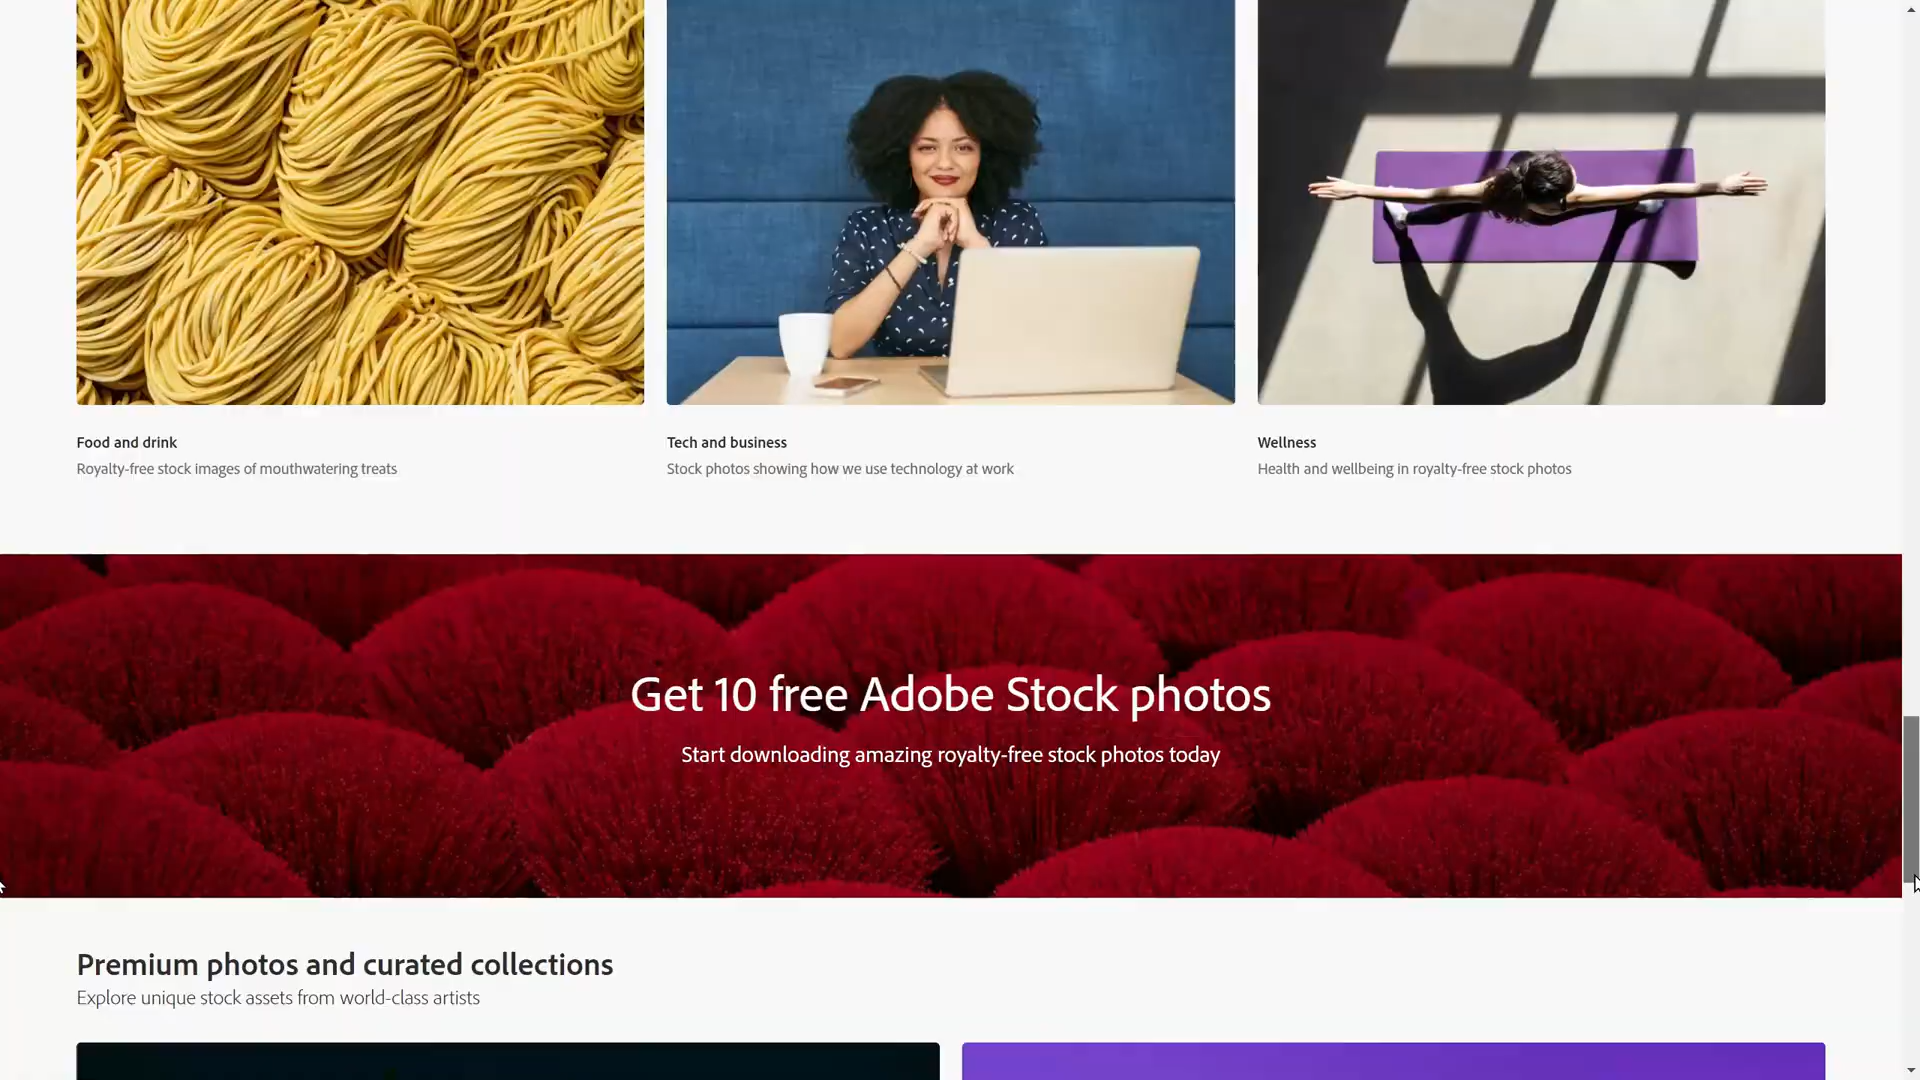 Food and drink
Royalty-free stock images of mouthwatering treats
Tech and business
Stock photos showing how we use technology at work
Wellness
Health and wellbeing in royalty-free stock photos
Get 10 free Adobe Stock photos
Start downloading amazing royalty-free stock photos today
Premium photos and curated collections
Explore unique stock assets from world-class artists